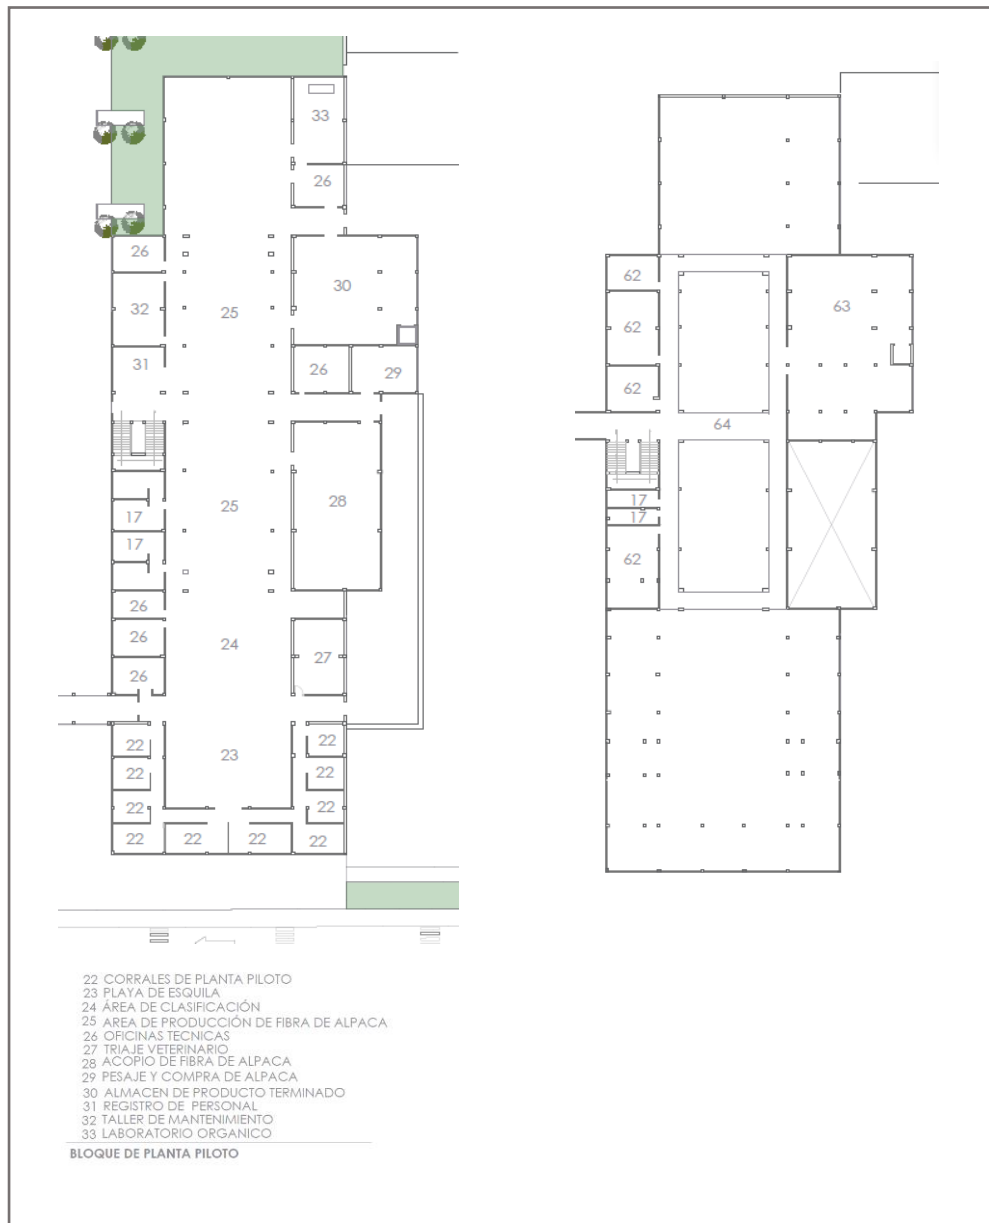 33
26
26
30
32
25
31
26
29
17
25
28
17
26
26
24
27
26
22
23
22
22
22
22
22
22
22
22
22
62
63
62
62
64
17
17
62
22 CORRALES DE PLANTA PILOTO
23 PLAYA DE ESQUILA
24 ÁREA DE CLASIFICACIÓN
25 AREA DE PRODUCCIÓN DE FIBRA DE ALPACA
26 OFICINAS TECNICAS
27 TRIAJE VETERINARIO
28 ACOPIO DE FIBRA DE ALPACA
29 PESAJE Y COMPRA DE ALPACA
30 ALMACEN DE PRODUCTO TERMINADO
31 REGISTRO DE PERSONAL
32 TALLER DE MANTENIMIENTO
33 LABORATORIO ORGANICO
BLOQUE DE PLANTA PILOTO